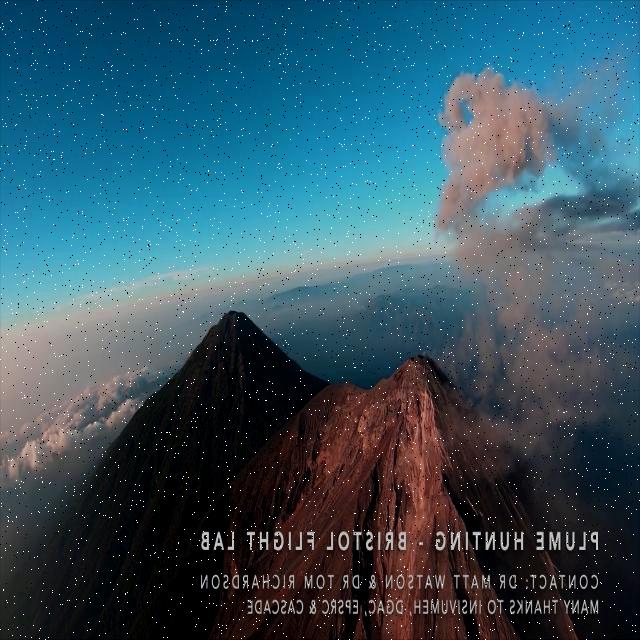 PLUME HUNTING - BRISTOL FLIGHT LAB
CONTACT: DR MATT WATSON & DR TOM RICHARDSON
MANY THANKS TO INSIVUMEH, DGAC, EPSRC & CASCADE